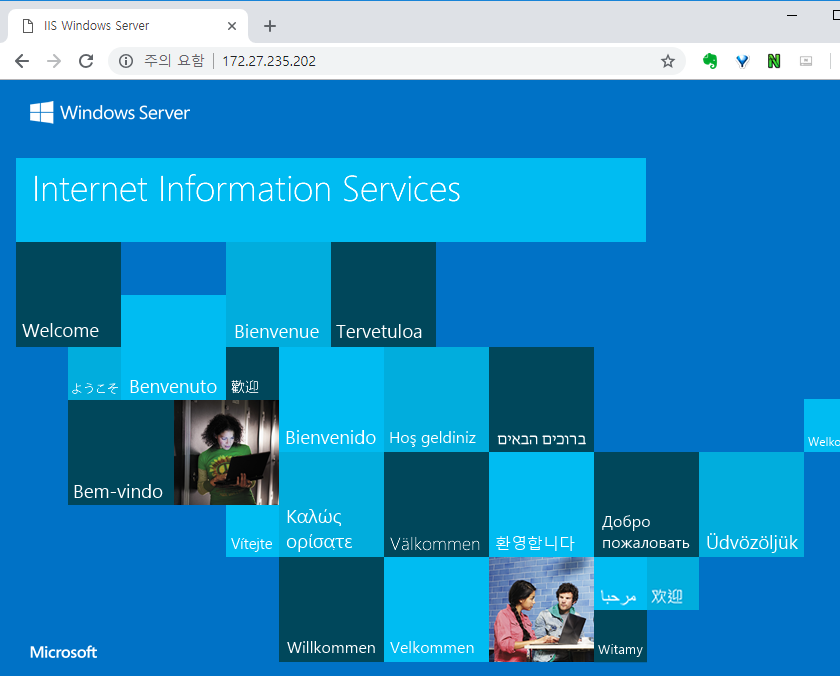 IIS Windows Server
주의 요함
172.27.235.202
Windows Server
Internet Information Services
Welcome
Bienvenue
Tervetuloa
ようこそ
Benvenuto
歡迎
Bienvenido
Hoş geldiniz
ברוכים הבאים
Welko
Bem-vindo
Vítejte
Καλώς
ορίσατε
Välkommen
환영합니다
Добро
пожаловать
Üdvözöljük
مرحبا
欢迎
Willkommen
Velkommen
Witamy
Microsoft